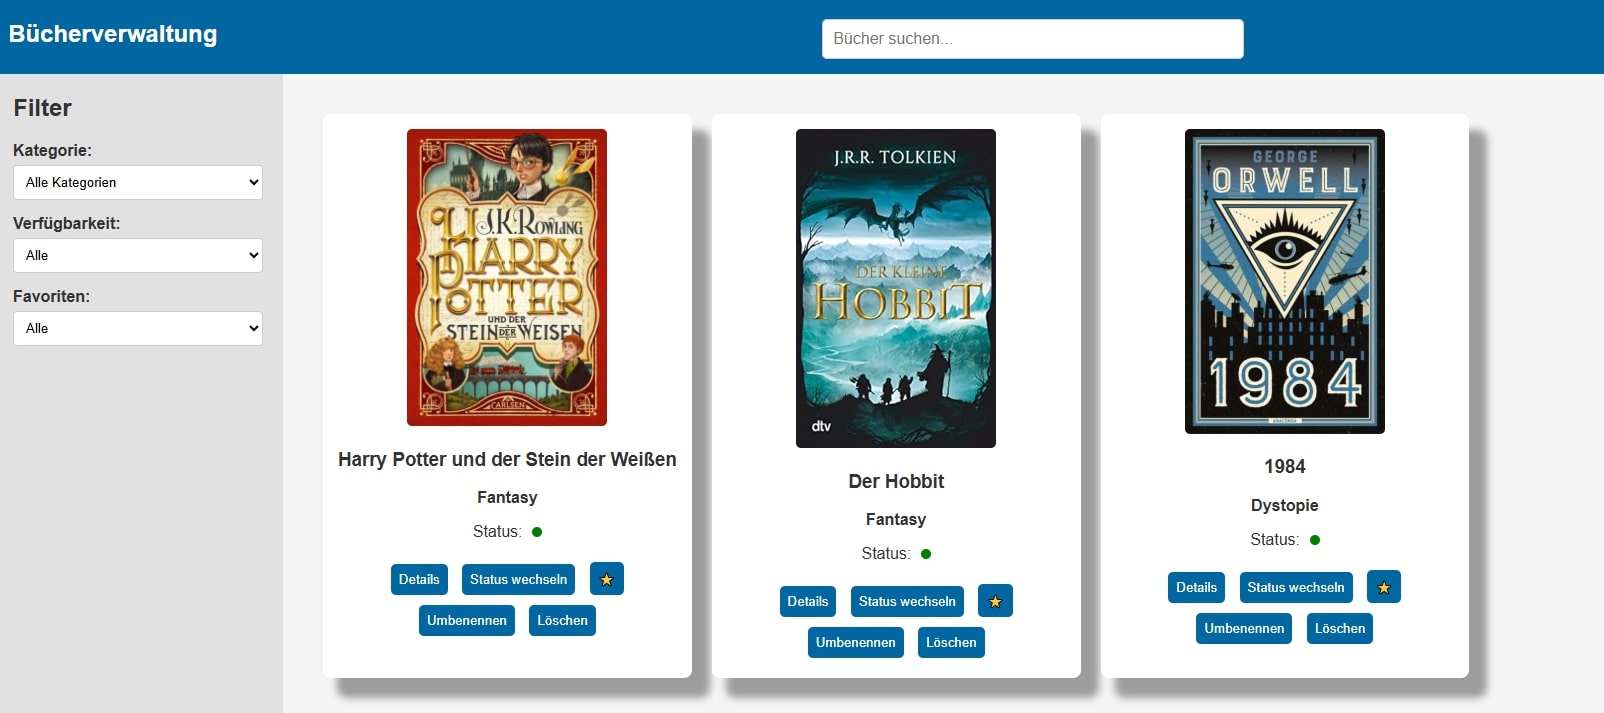 Bücherverwaltung
Bücher suchen...
Filter
Kategorie:
Alle Kategorien
Verfügbarkeit:
Alle
Favoriten:
Alle
J.K. ROWLING
HARRY
POTTER
UND DER
STEIN DER WEISEN
CARLSEN
Harry Potter und der Stein der Weißen
Fantasy
Status:
Details
Status wechseln
Umbenennen
Löschen
J.R.R. TOLKIEN
DER KLEINE
HOBBIT
dtv
Der Hobbit
Fantasy
Status:
Details
Status wechseln
Umbenennen
Löschen
GEORGE
ORWELL
1984
ANACONDA
1984
Dystopie
Status:
Details
Status wechseln
Umbenennen
Löschen